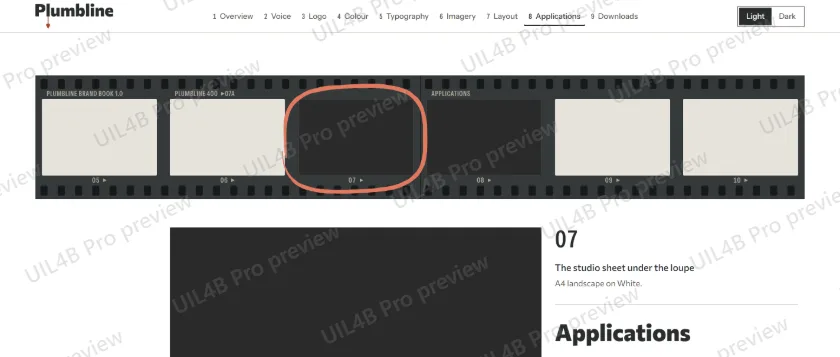 Plumbline
1 Overview 2 Voice 3 Logo 4 Colour 5 Typography 6 Imagery 7 Layout 8 Applications 9 Downloads
Light Dark
PLUMBLINE BRAND BOOK 1.0 PLUMBLINE 400 ▸07A APPLICATIONS
05 ▸ 06 ▸ 07 ▸ 08 ▸ 09 ▸ 10 ▸
07
The studio sheet under the loupe
A4 landscape on White.
Applications
UIL4B Pro preview